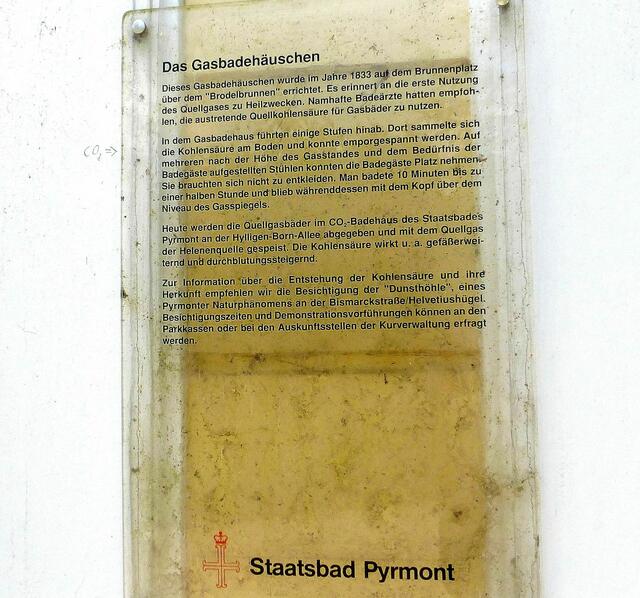 Das Gasbadehäuschen
Dieses Gasbadehäuschen wurde im Jahre 1833 auf dem Brunnenplatz
über dem "Brodelbrunnen" errichtet. Es erinnert an die erste Nutzung
des Quellgases zu Heilzwecken. Namhafte Badeärzte hatten empfoh-
len, die austretende Quellkohlensäure für Gasbäder zu nutzen.
In dem Gasbadehaus führten einige Stufen hinab. Dort sammelte sich
die Kohlensäure am Boden und konnte emporgespannt werden. Auf
mehreren nach der Höhe des Gasstandes und dem Bedürfnis der
Badegäste aufgestellten Stühlen konnten die Badegäste Platz nehmen.
Sie brauchten sich nicht zu entkleiden. Man badete 10 Minuten bis zu
einer halben Stunde und blieb währenddessen mit dem Kopf über dem
Niveau des Gasspiegels.
CO₂ ⇒
Heute werden die Quellgasbäder im CO₂-Badehaus des Staatsbades
Pyrmont an der Hylligen-Born-Allee abgegeben und mit dem Quellgas
der Helenenquelle gespeist. Die Kohlensäure wirkt u. a. gefäßerwei-
ternd und durchblutungssteigernd.
Zur Information über die Entstehung der Kohlensäure und ihre
Herkunft empfehlen wir die Besichtigung der "Dunsthöhle", eines
Pyrmonter Naturphänomens an der Bismarckstraße/Helvetiushügel.
Besichtigungszeiten und Demonstrationsvorführungen können an den
Parkkassen oder bei den Auskunftsstellen der Kurverwaltung erfragt
werden.
Staatsbad Pyrmont